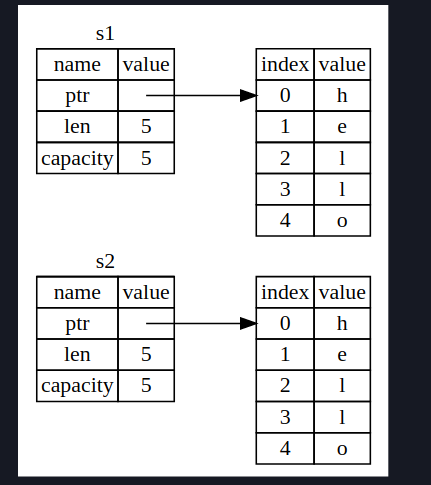 s1
name value index value
ptr 0 h
len 5 1 e
capacity 5 2 l
3 l
4 o
s2
name value index value
ptr 0 h
len 5 1 e
capacity 5 2 l
3 l
4 o